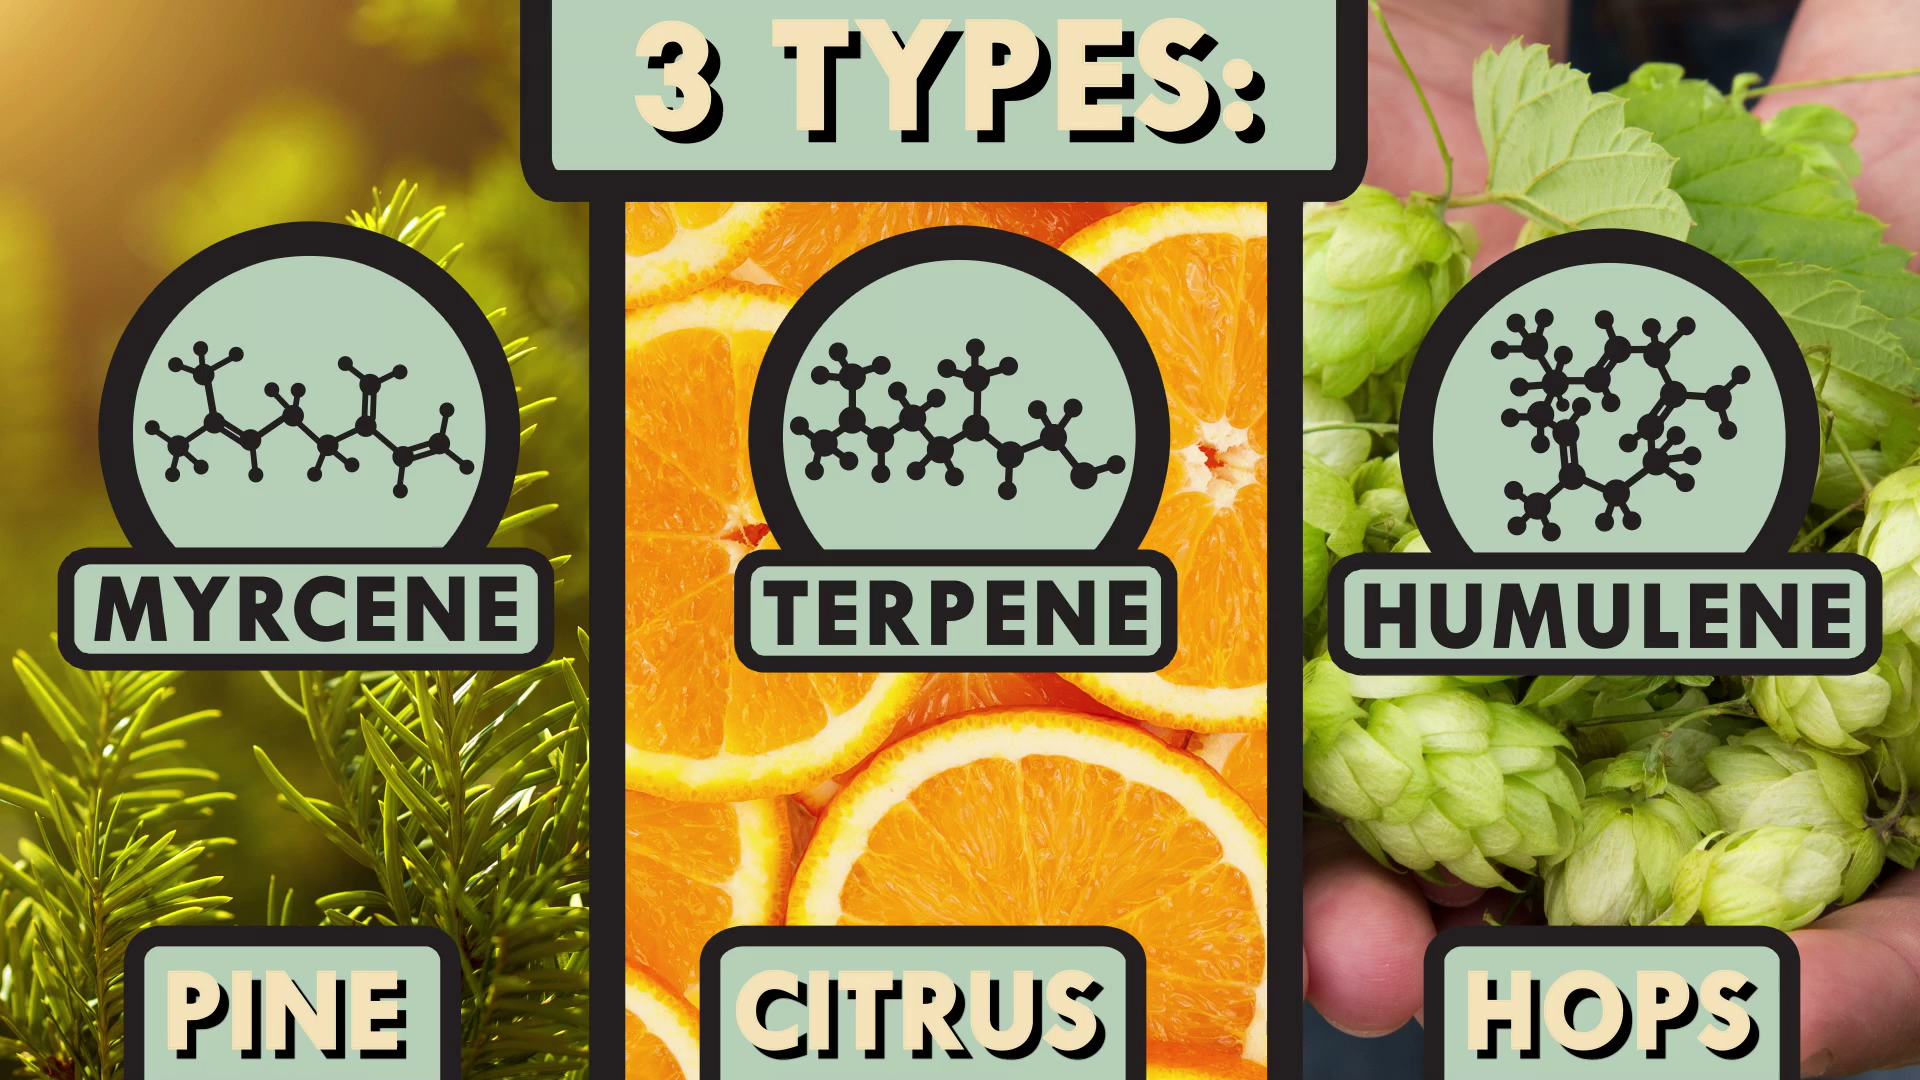 3 TYPES:
MYRCENE
TERPENE
HUMULENE
PINE
CITRUS
HOPS